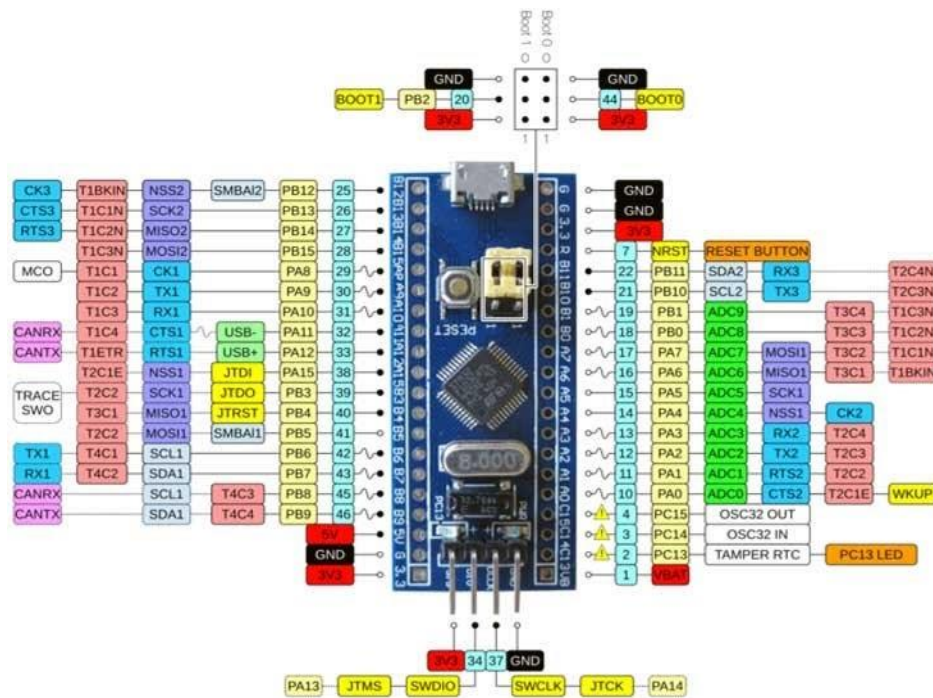 Boot 1 Boot 0
O O
GND GND
BOOT1 PB2 20 44 BOOT0
3V3 3V3
1 1
CK3 T1BKIN NSS2 SMBAI2 PB12 25
CTS3 T1C1N SCK2 PB13 26
RTS3 T1C2N MISO2 PB14 27
T1C3N MOSI2 PB15 28
MCO T1C1 CK1 PA8 29
T1C2 TX1 PA9 30
T1C3 RX1 PA10 31
CANRX T1C4 CTS1 USB- PA11 32
CANTX T1ETR RTS1 USB+ PA12 33
T2C1E NSS1 JTDI PA15 38
TRACE SWO T2C2 SCK1 JTDO PB3 39
T3C1 MISO1 JTRST PB4 40
T2C2 MOSI1 SMBAI1 PB5 41
TX1 T4C1 SCL1 PB6 42
RX1 T4C2 SDA1 PB7 43
CANRX SCL1 T4C3 PB8 45
CANTX SDA1 T4C4 PB9 46
5V
GND
3V3
RESET
8.000
GND
GND
3V3
7 NRST RESET BUTTON
22 PB11 SDA2 RX3 T2C4N
21 PB10 SCL2 TX3 T2C3N
19 PB1 ADC9 T3C4 T1C3N
18 PB0 ADC8 T3C3 T1C2N
17 PA7 ADC7 MOSI1 T3C2 T1C1N
16 PA6 ADC6 MISO1 T3C1 T1BKIN
15 PA5 ADC5 SCK1
14 PA4 ADC4 NSS1 CK2
13 PA3 ADC3 RX2 T2C4
12 PA2 ADC2 TX2 T2C3
11 PA1 ADC1 RTS2 T2C2
10 PA0 ADC0 CTS2 T2C1E WKUP
4 PC15 OSC32 OUT
3 PC14 OSC32 IN
2 PC13 TAMPER RTC PC13 LED
1 VBAT
3V3 34 37 GND
PA13 JTMS SWDIO SWCLK JTCK PA14